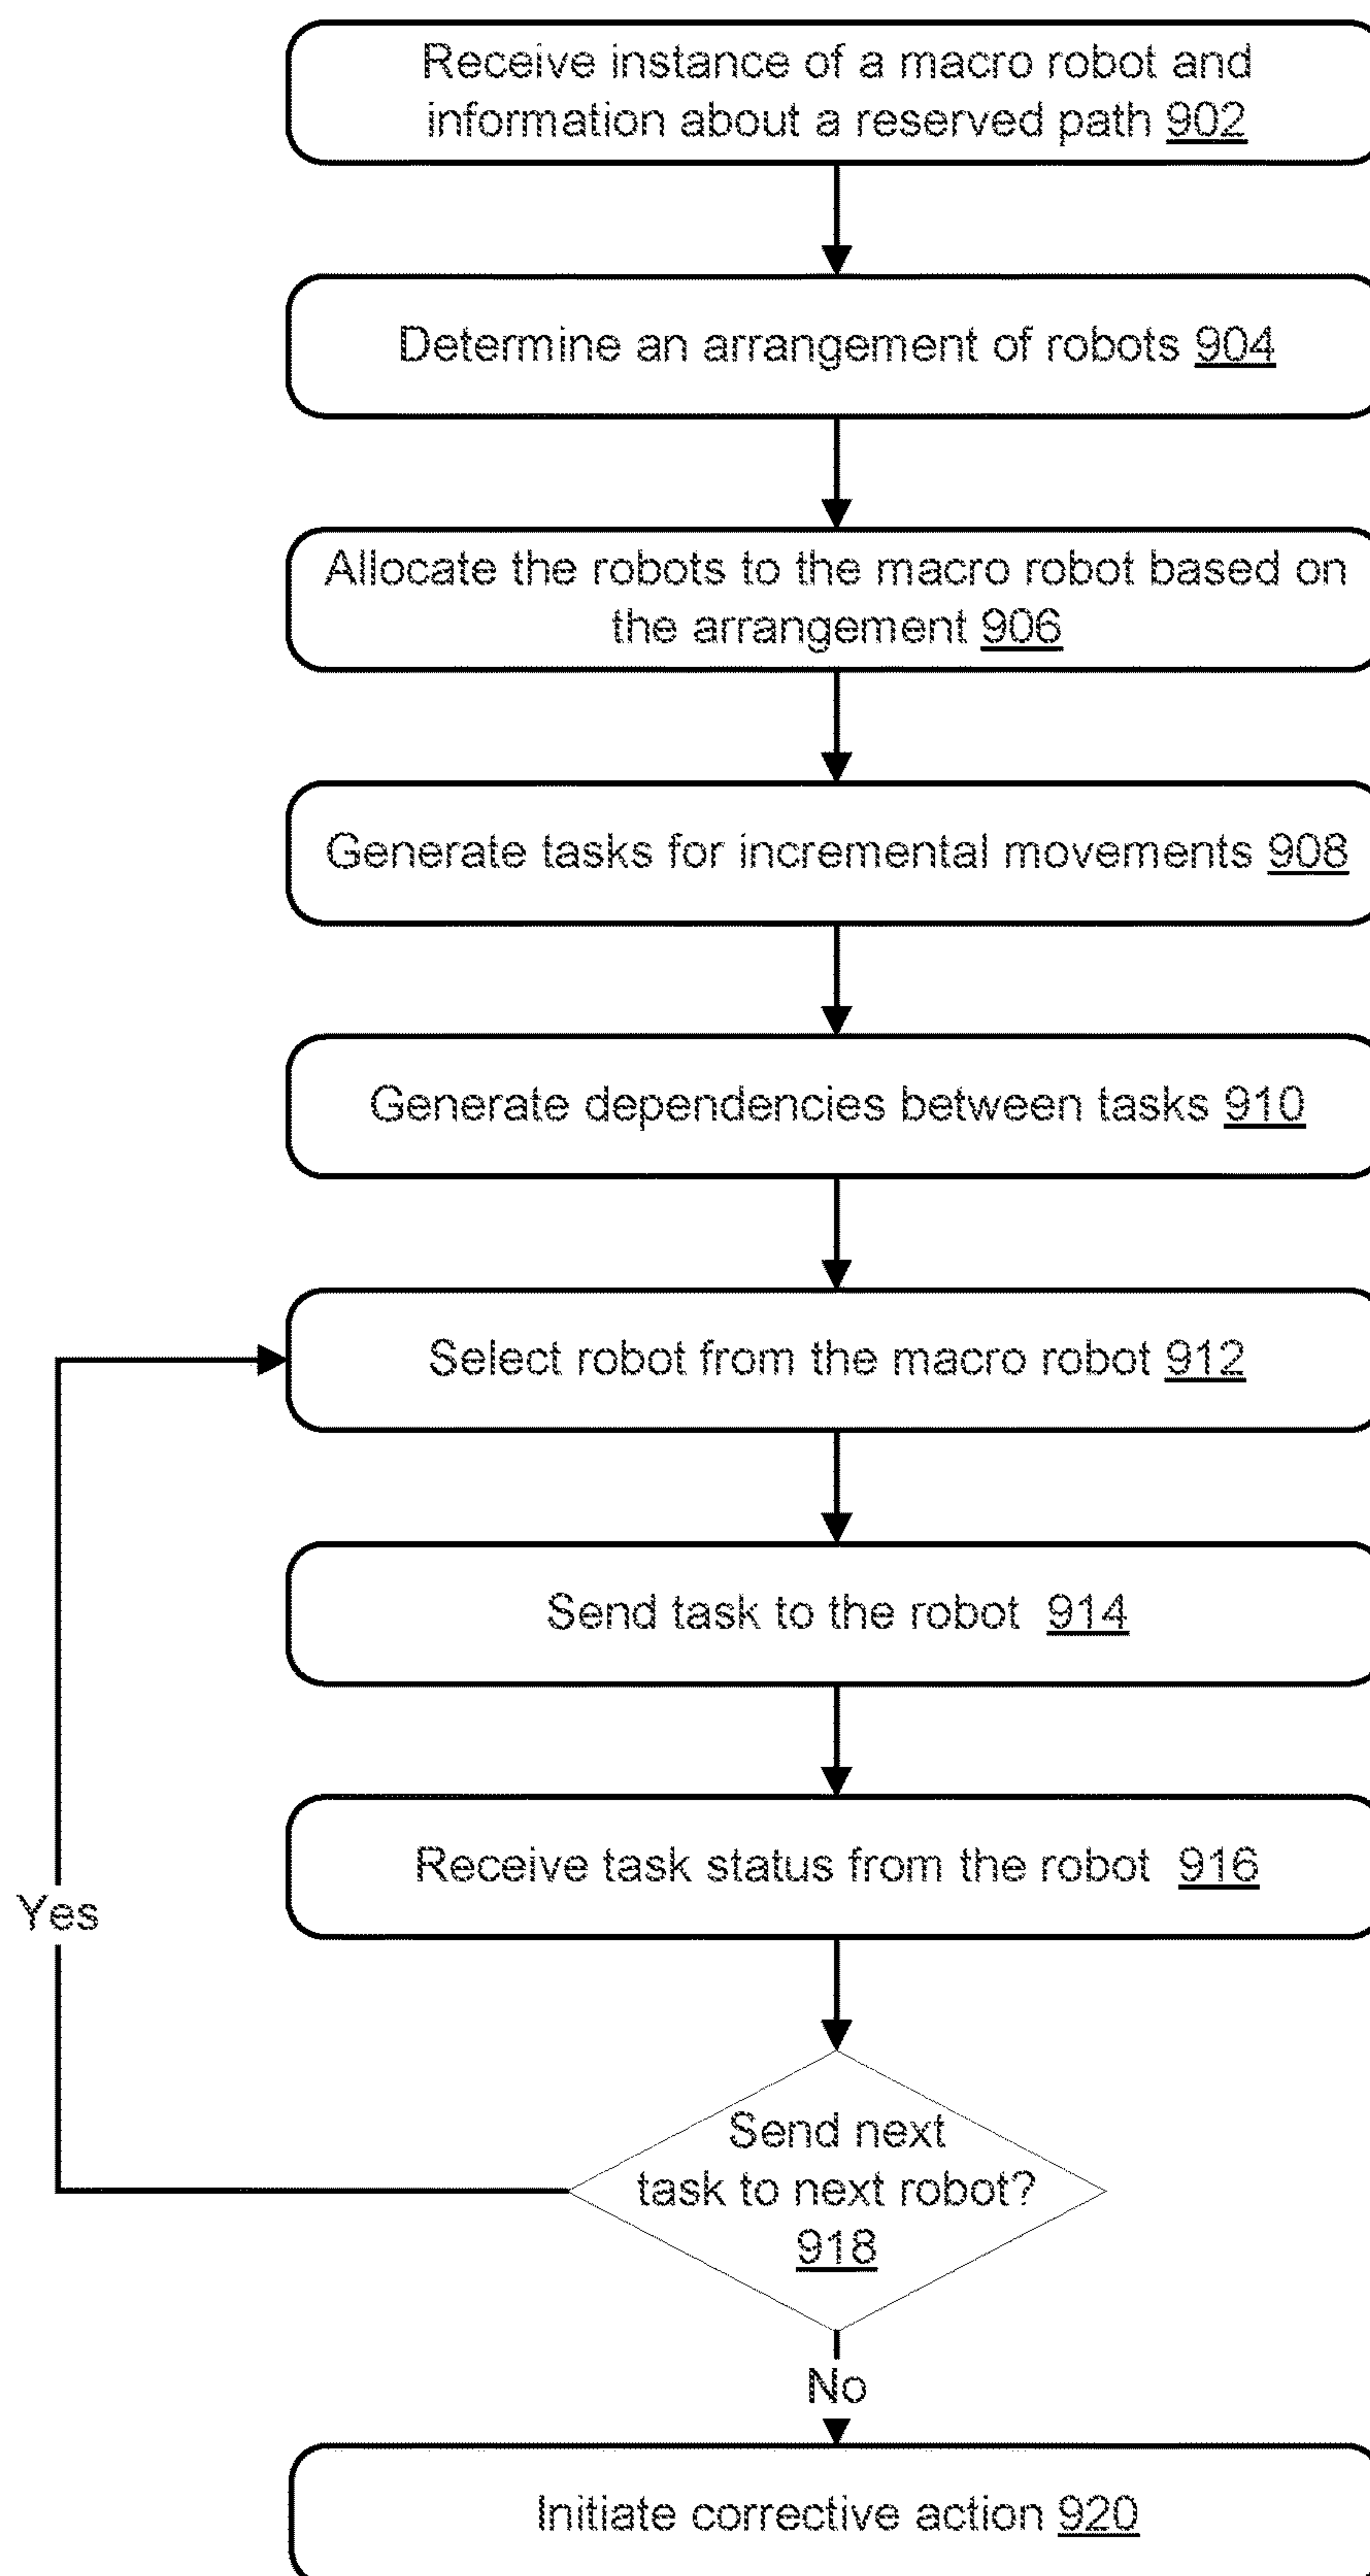 Receive instance of a macro robot and
information about a reserved path 902
Determine an arrangement of robots 904
Allocate the robots to the macro robot based on
the arrangement 906
Generate tasks for incremental movements 908
Generate dependencies between tasks 910
Select robot from the macro robot 912
Send task to the robot 914
Receive task status from the robot 916
Yes
Send next
task to next robot?
918
No
Initiate corrective action 920